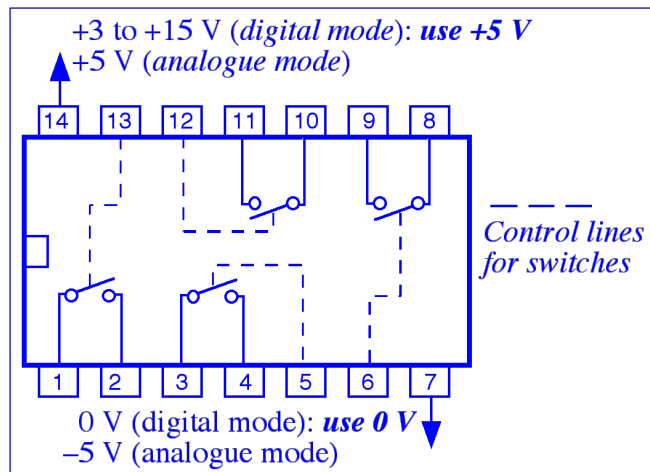 +3 to +15 V (digital mode): use +5 V
+5 V (analogue mode)
14 13 12 11 10 9 8
Control lines
for switches
1 2 3 4 5 6 7
0 V (digital mode): use 0 V
−5 V (analogue mode)